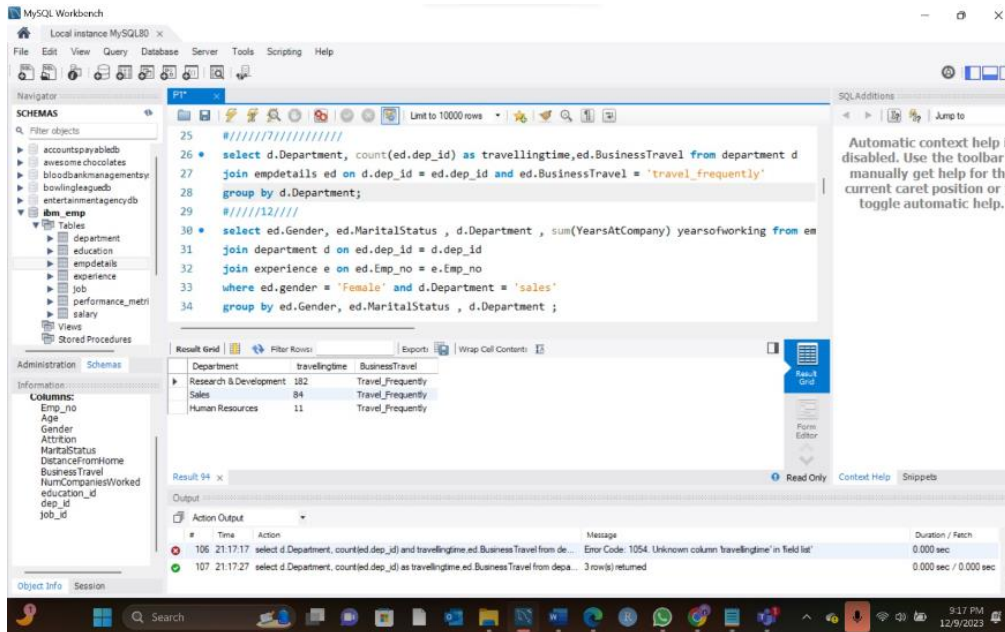 MySQL Workbench
Local instance MySQL80 ×
File Edit View Query Database Server Tools Scripting Help
Navigator
SCHEMAS
Filter objects
accountspayabledb
awesome chocolates
bloodbankmanagementsy
bowlingleaguedb
entertainmentagencydb
ibm_emp
Tables
department
education
empdetails
experience
job
performance_metri
salary
Views
Stored Procedures
Administration Schemas
Information
Columns:
Emp_no
Age
Gender
Attrition
MaritalStatus
DistanceFromHome
BusinessTravel
NumCompaniesWorked
education_id
dep_id
job_id
Object Info Session
P1* ×
Limit to 10000 rows
25 #//////7///////////
26 select d.Department, count(ed.dep_id) as travellingtime,ed.BusinessTravel from department d
27 join empdetails ed on d.dep_id = ed.dep_id and ed.BusinessTravel = 'travel_frequently'
28 group by d.Department;
29 #/////12////
30 select ed.Gender, ed.MaritalStatus , d.Department , sum(YearsAtCompany) yearsofworking from em
31 join department d on ed.dep_id = d.dep_id
32 join experience e on ed.Emp_no = e.Emp_no
33 where ed.gender = 'Female' and d.Department = 'sales'
34 group by ed.Gender, ed.MaritalStatus , d.Department ;
Result Grid Filter Rows: Export: Wrap Cell Content:
Department travellingtime BusinessTravel
Research & Development 182 Travel_Frequently
Sales 84 Travel_Frequently
Human Resources 11 Travel_Frequently
Result Grid
Form Editor
Result 94 ×
Read Only
Output
Action Output
# Time Action Message Duration / Fetch
106 21:17:17 select d.Department, count(ed.dep_id) and travellingtime,ed.BusinessTravel from de... Error Code: 1054. Unknown column 'travellingtime' in 'field list' 0.000 sec
107 21:17:27 select d.Department, count(ed.dep_id) as travellingtime,ed.BusinessTravel from depa... 3 row(s) returned 0.000 sec / 0.000 sec
SQLAdditions
Jump to
Automatic context help i
disabled. Use the toolbar
manually get help for th
current caret position or
toggle automatic help.
Context Help Snippets
Search
9:17 PM
12/9/2023